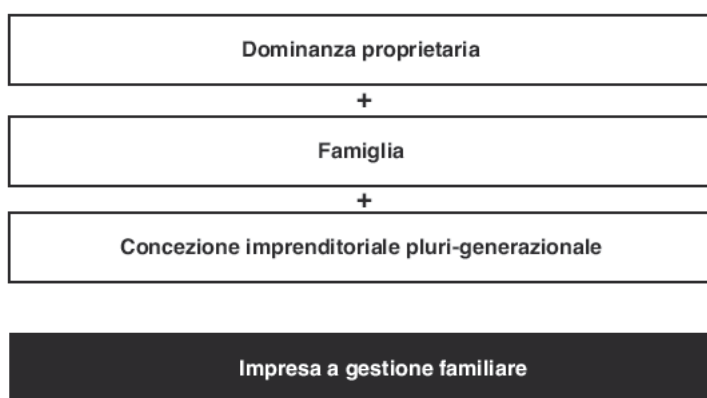 Dominanza proprietaria
+
Famiglia
+
Concezione imprenditoriale pluri-generazionale
Impresa a gestione familiare